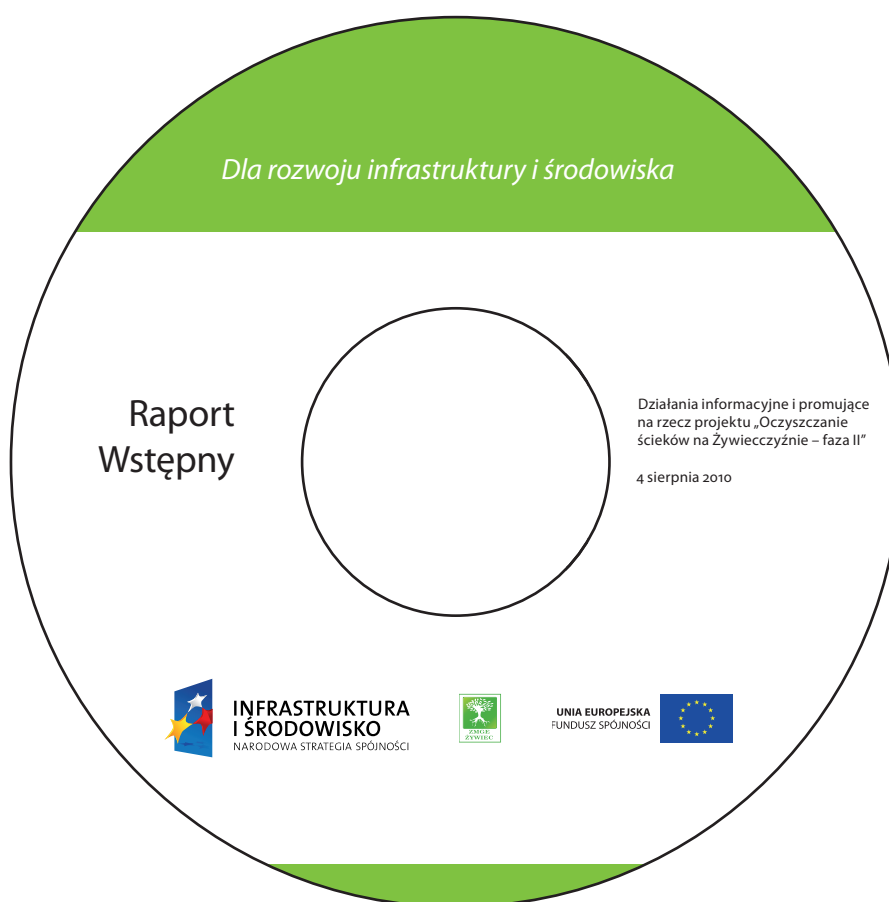 Dla rozwoju infrastruktury i środowiska
Raport
Wstępny
Działania informacyjne i promujące
na rzecz projektu „Oczyszczanie
ścieków na Żywiecczyźnie – faza II”
4 sierpnia 2010
INFRASTRUKTURA
I ŚRODOWISKO
NARODOWA STRATEGIA SPÓJNOŚCI
ZMGE
ŻYWIEC
UNIA EUROPEJSKA
FUNDUSZ SPÓJNOŚCI